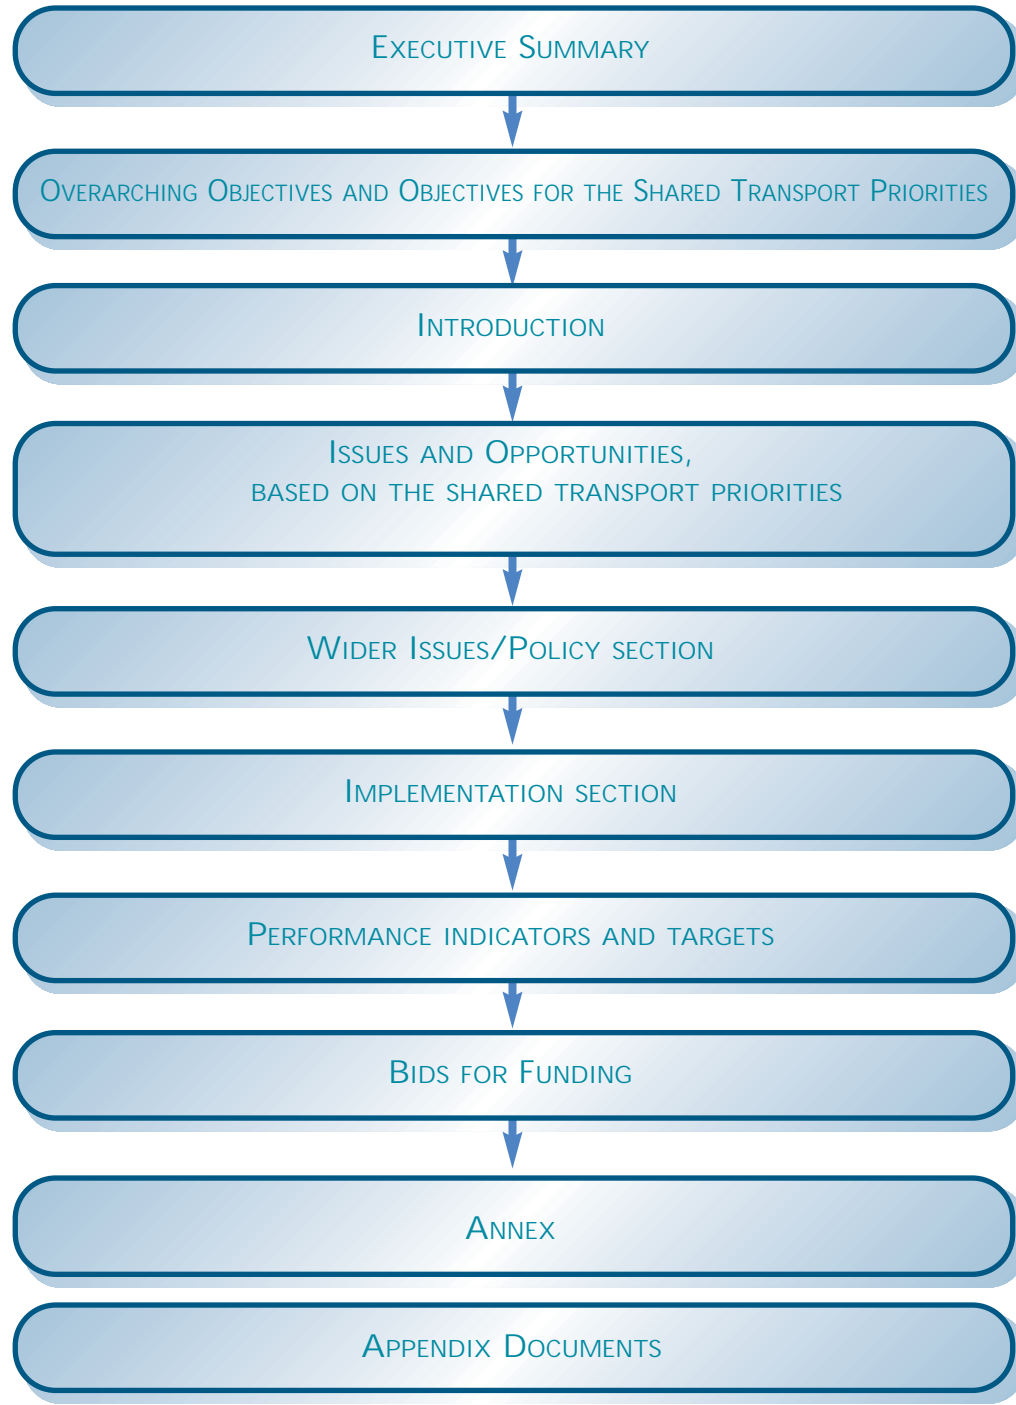 Executive Summary
Overarching Objectives and Objectives for the Shared Transport Priorities
Introduction
Issues and Opportunities,
based on the shared transport priorities
Wider Issues/Policy section
Implementation section
Performance indicators and targets
Bids for Funding
Annex
Appendix Documents